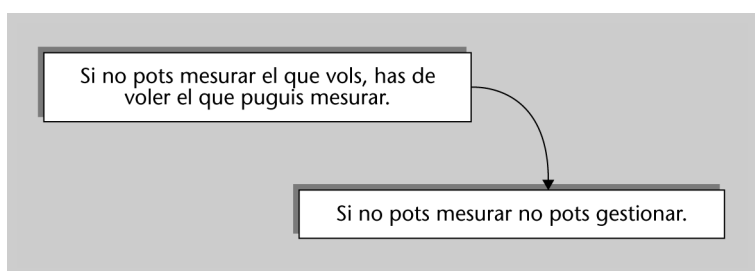 Si no pots mesurar el que vols, has de
voler el que puguis mesurar.
Si no pots mesurar no pots gestionar.